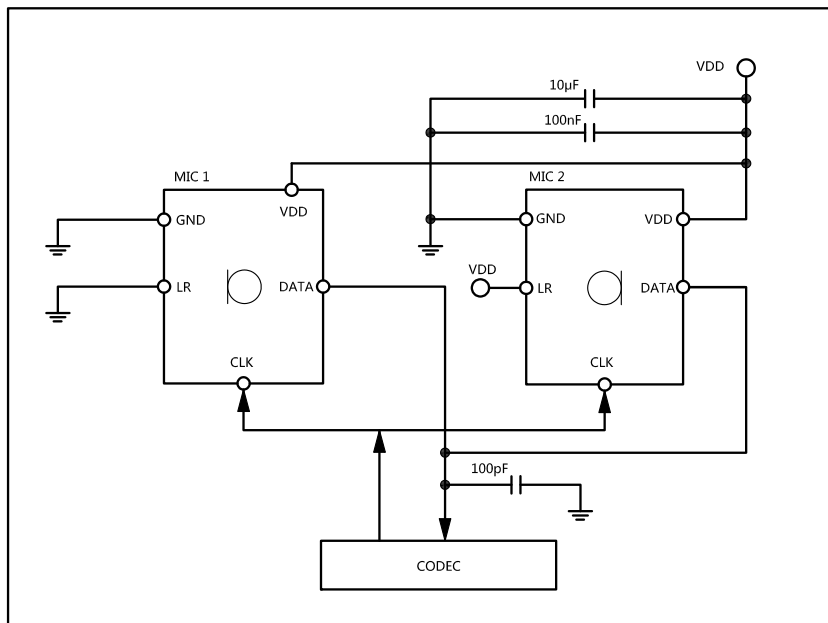 VDD
10μF
100nF
MIC 1
MIC 2
VDD
GND
GND
VDD
VDD
LR
DATA
LR
DATA
CLK
CLK
100pF
CODEC